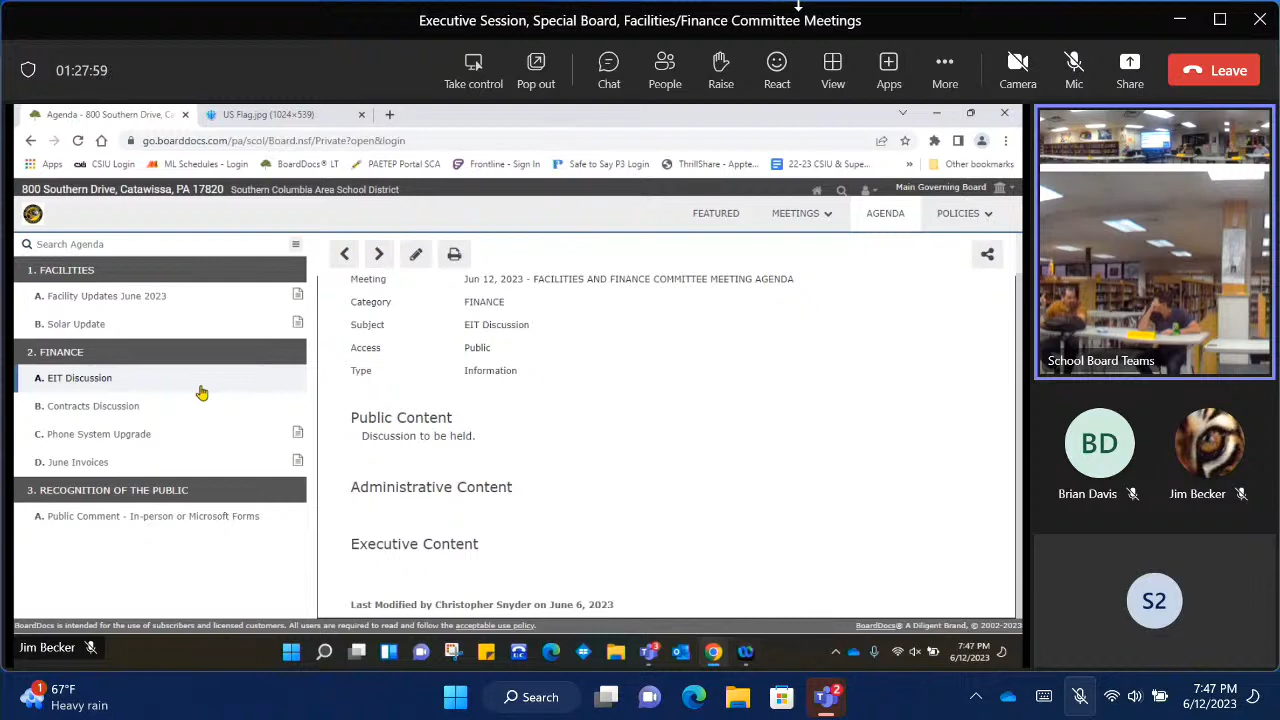 Executive Session, Special Board, Facilities/Finance Committee Meetings
01:27:59
Take control
Pop out
Chat
People
Raise
React
View
Apps
More
Camera
Mic
Share
Leave
Agenda - 800 Southern Drive, Ca
US Flag.jpg (1024×539)
go.boarddocs.com/pa/scol/Board.nsf/Private?open&login
Apps
CSIU Login
ML Schedules - Login
BoardDocs® LT
PAETEP Portal SCA
Frontline - Sign In
Safe to Say P3 Login
ThrillShare - Appte...
22-23 CSIU & Supe...
Other bookmarks
800 Southern Drive, Catawissa, PA 17820 Southern Columbia Area School District
Main Governing Board
FEATURED
MEETINGS
AGENDA
POLICIES
Search Agenda
1. FACILITIES
A. Facility Updates June 2023
B. Solar Update
2. FINANCE
A. EIT Discussion
B. Contracts Discussion
C. Phone System Upgrade
D. June Invoices
3. RECOGNITION OF THE PUBLIC
A. Public Comment - In-person or Microsoft Forms
Meeting Jun 12, 2023 - FACILITIES AND FINANCE COMMITTEE MEETING AGENDA
Category FINANCE
Subject EIT Discussion
Access Public
Type Information
Public Content
Discussion to be held.
Administrative Content
Executive Content
Last Modified by Christopher Snyder on June 6, 2023
BoardDocs is intended for the use of subscribers and licensed customers. All users are required to read and follow the acceptable use policy.
BoardDocs® A Diligent Brand, © 2002-2023
Jim Becker
7:47 PM
6/12/2023
School Board Teams
BD
Brian Davis
Jim Becker
S2
1
67°F
Heavy rain
Search
2
7:47 PM
6/12/2023